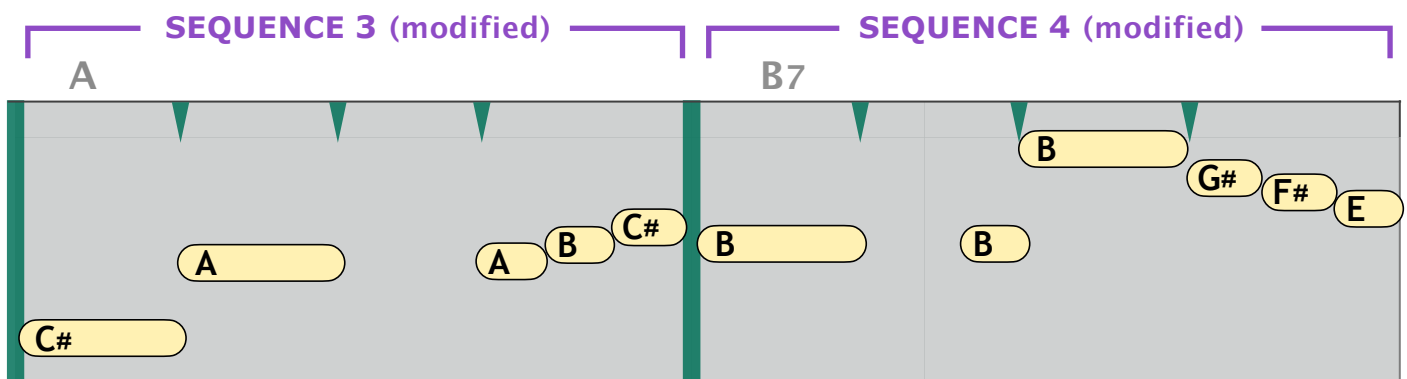 SEQUENCE 3 (modified) SEQUENCE 4 (modified)
A B7
B
G#
F#
E
C#
B B B
A A
C#